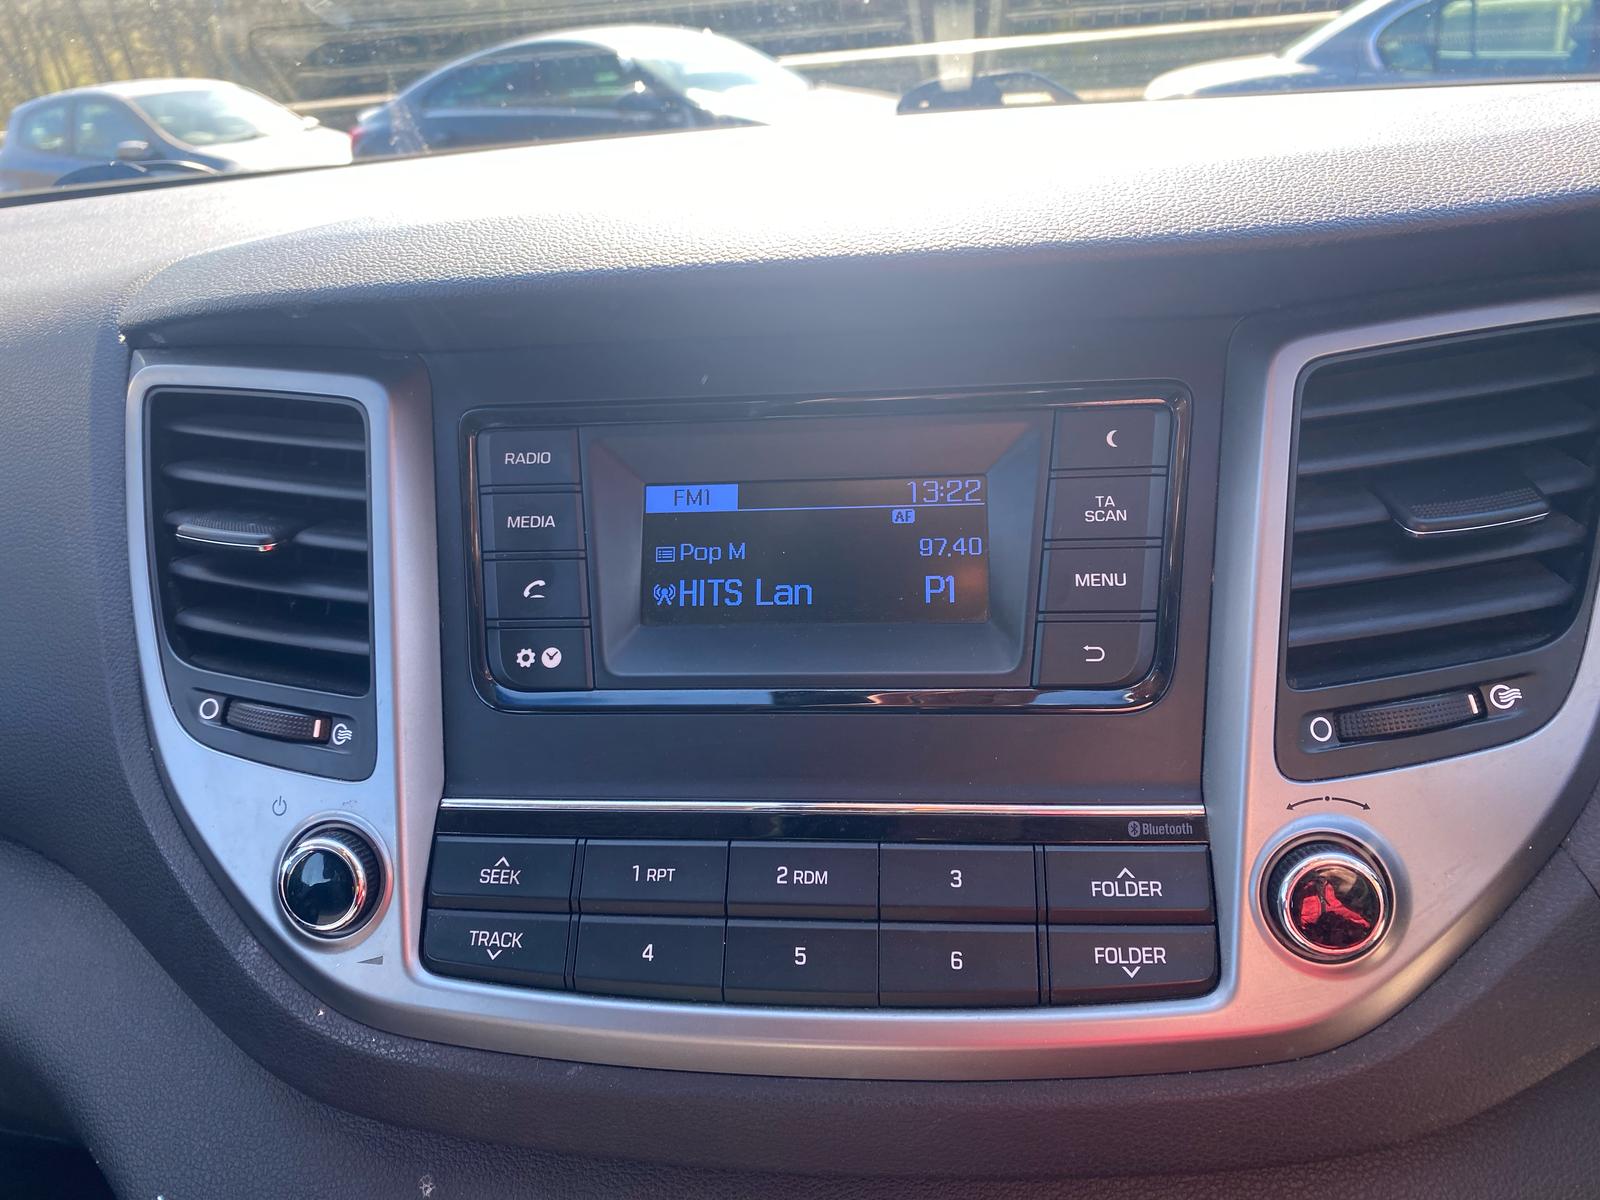 RADIO
MEDIA
FM1 13:22
AF
Pop M 97.40
HITS Lan P1
TA
SCAN
MENU
Bluetooth
SEEK
1 RPT
2 RDM
3
FOLDER
TRACK
4
5
6
FOLDER